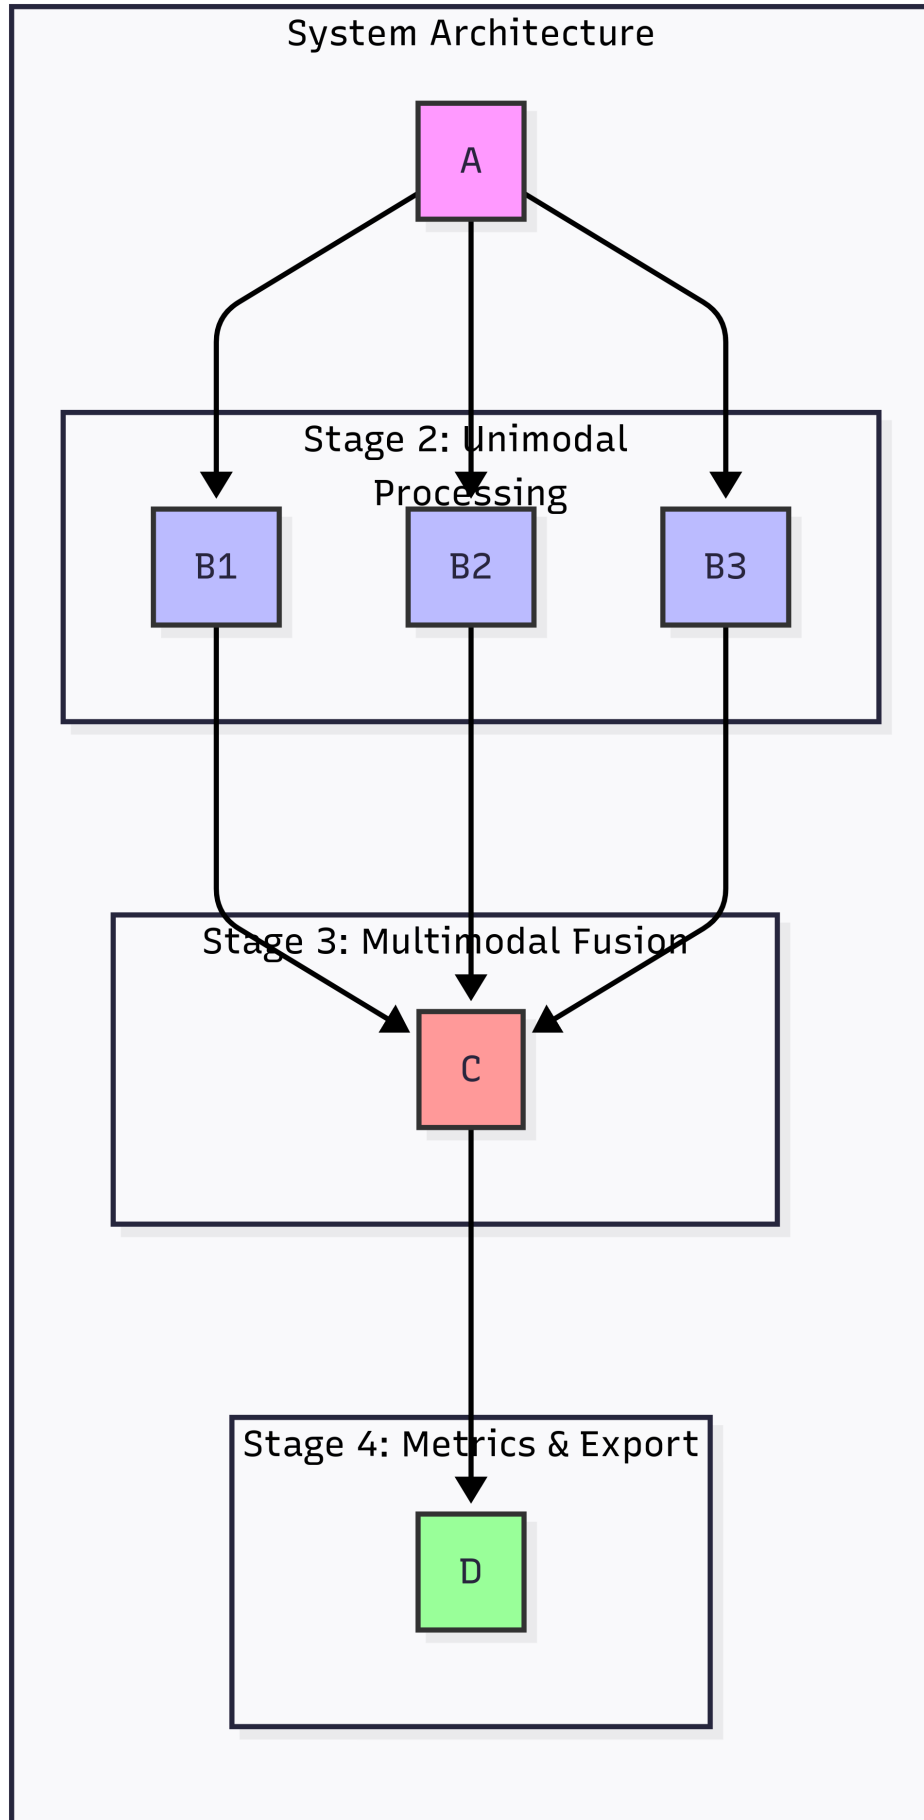 System Architecture
A
Stage 2: Unimodal
Processing
B1
B2
B3
Stage 3: Multimodal Fusion
C
Stage 4: Metrics & Export
D